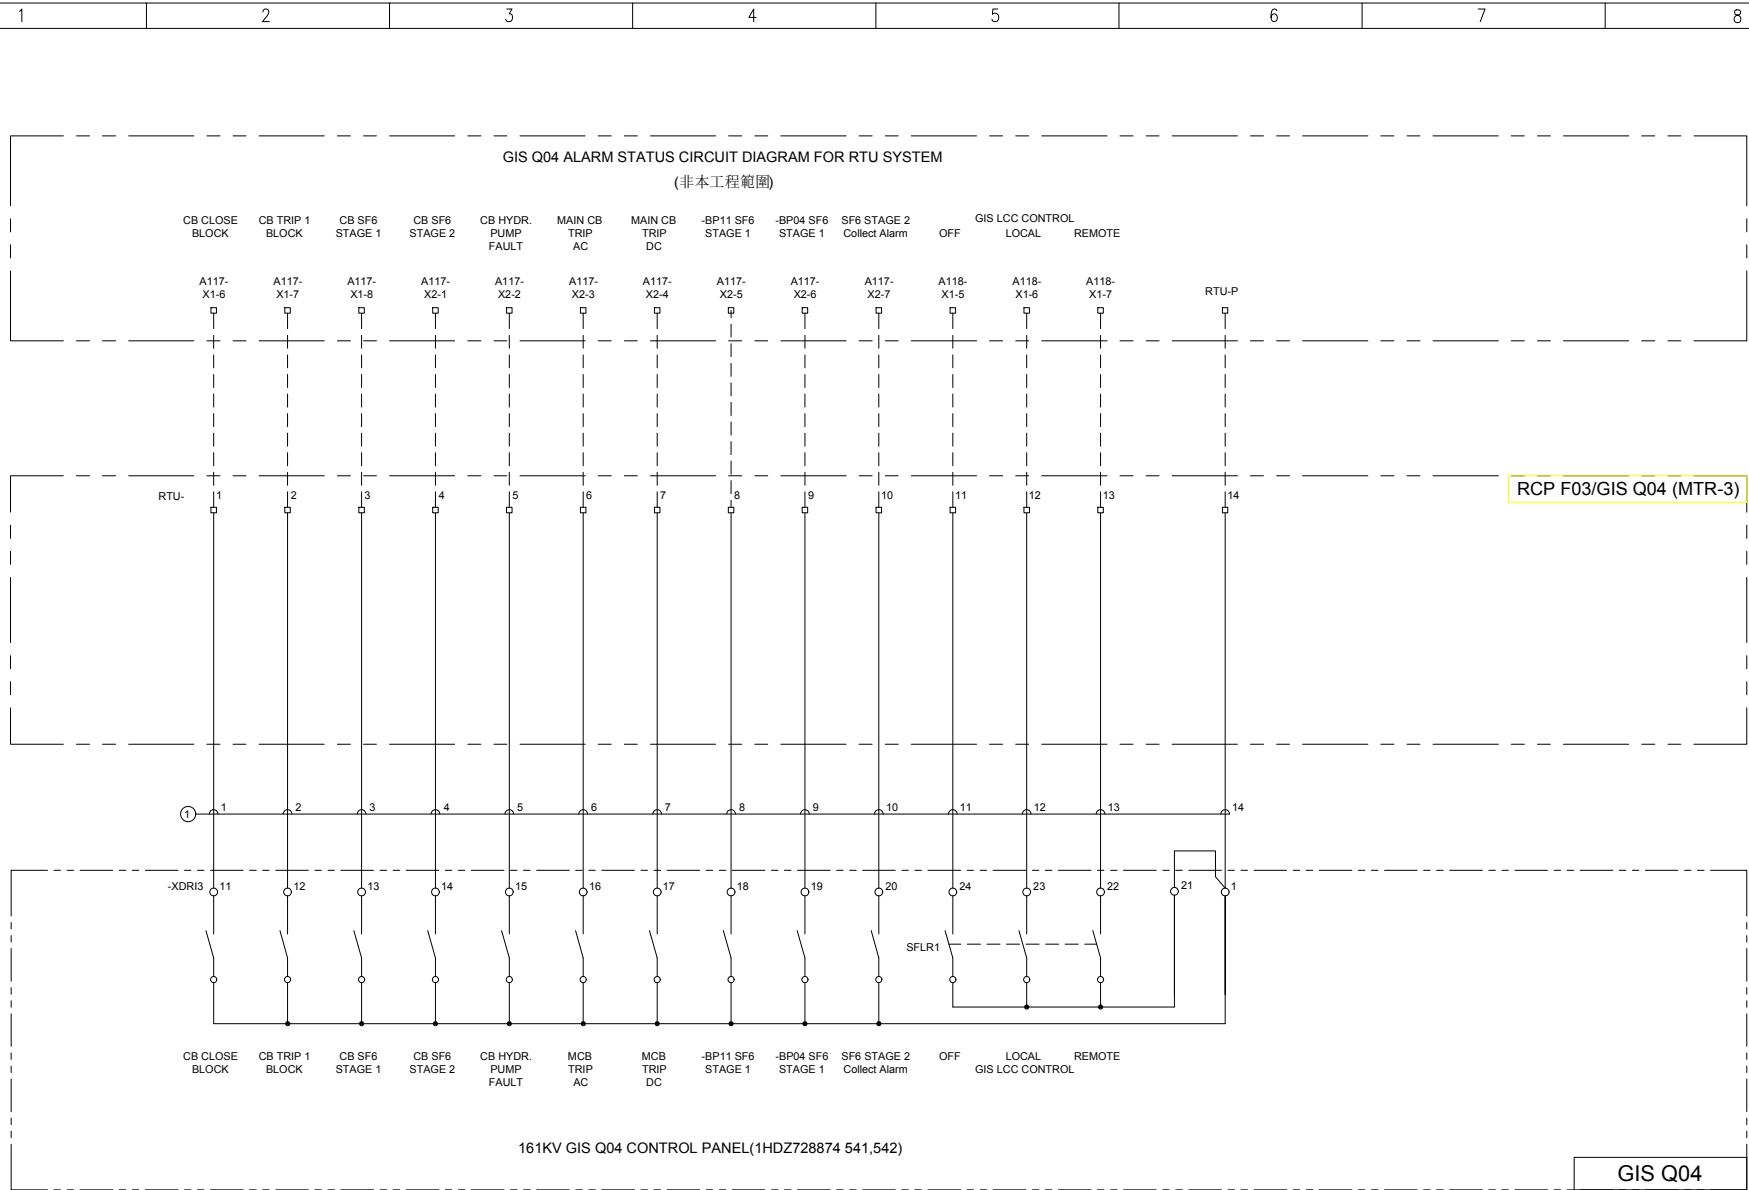 1 2 3 4 5 6 7 8
GIS Q04 ALARM STATUS CIRCUIT DIAGRAM FOR RTU SYSTEM
(非本工程範圍)
CB CLOSE CB TRIP 1 CB SF6 CB SF6 CB HYDR. MAIN CB MAIN CB -BP11 SF6 -BP04 SF6 SF6 STAGE 2 GIS LCC CONTROL
BLOCK BLOCK STAGE 1 STAGE 2 PUMP TRIP TRIP STAGE 1 STAGE 1 Collect Alarm OFF LOCAL REMOTE
FAULT AC DC
A117- A117- A117- A117- A117- A117- A117- A117- A117- A117- A118- A118- A118-
X1-6 X1-7 X1-8 X2-1 X2-2 X2-3 X2-4 X2-5 X2-6 X2-7 X1-5 X1-6 X1-7 RTU-P
RCP F03/GIS Q04 (MTR-3)
RTU- 1 2 3 4 5 6 7 8 9 10 11 12 13 14
1 1 2 3 4 5 6 7 8 9 10 11 12 13 14
-XDRI3 11 12 13 14 15 16 17 18 19 20 24 23 22 21 1
SFLR1
CB CLOSE CB TRIP 1 CB SF6 CB SF6 CB HYDR. MCB MCB -BP11 SF6 -BP04 SF6 SF6 STAGE 2 OFF LOCAL REMOTE
BLOCK BLOCK STAGE 1 STAGE 2 PUMP TRIP TRIP STAGE 1 STAGE 1 Collect Alarm GIS LCC CONTROL
FAULT AC DC
161KV GIS Q04 CONTROL PANEL(1HDZ728874 541,542)
GIS Q04